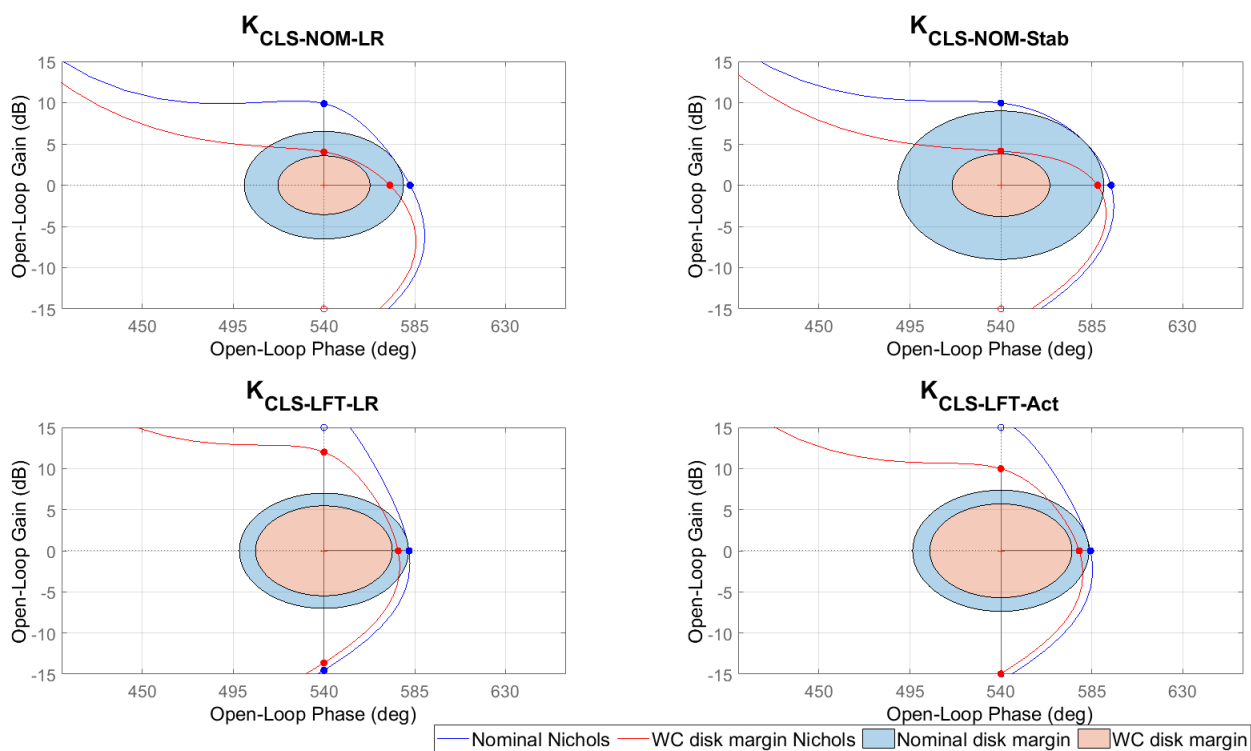 K CLS-NOM-LR
Open-Loop Gain (dB)
15
10
5
0
-5
-10
-15
450 495 540 585 630
Open-Loop Phase (deg)
K CLS-NOM-Stab
Open-Loop Gain (dB)
15
10
5
0
-5
-10
-15
450 495 540 585 630
Open-Loop Phase (deg)
K CLS-LFT-LR
Open-Loop Gain (dB)
15
10
5
0
-5
-10
-15
450 495 540 585 630
Open-Loop Phase (deg)
K CLS-LFT-Act
Open-Loop Gain (dB)
15
10
5
0
-5
-10
-15
450 495 540 585 630
Open-Loop Phase (deg)
Nominal Nichols WC disk margin Nichols Nominal disk margin WC disk margin